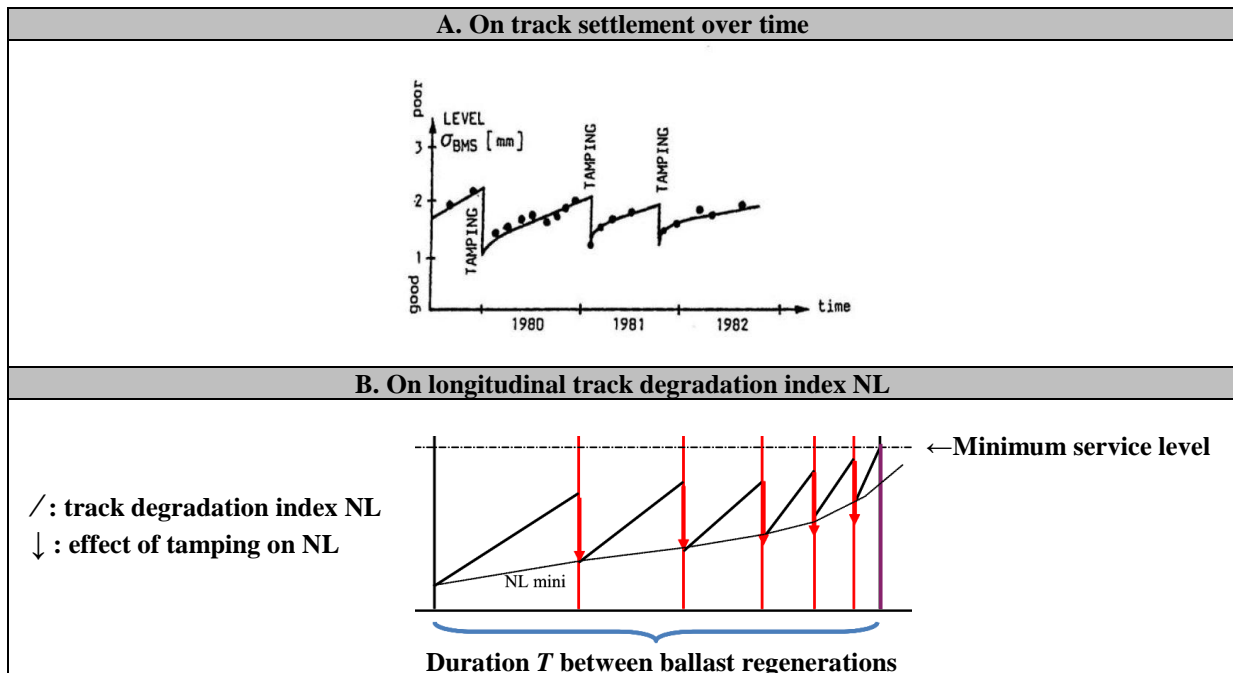 A. On track settlement over time
poor
LEVEL
σBMS [mm]
3
2
1
good
TAMPING
TAMPING
TAMPING
time
1980
1981
1982
B. On longitudinal track degradation index NL
←Minimum service level
/ : track degradation index NL
↓ : effect of tamping on NL
NL mini
Duration T between ballast regenerations